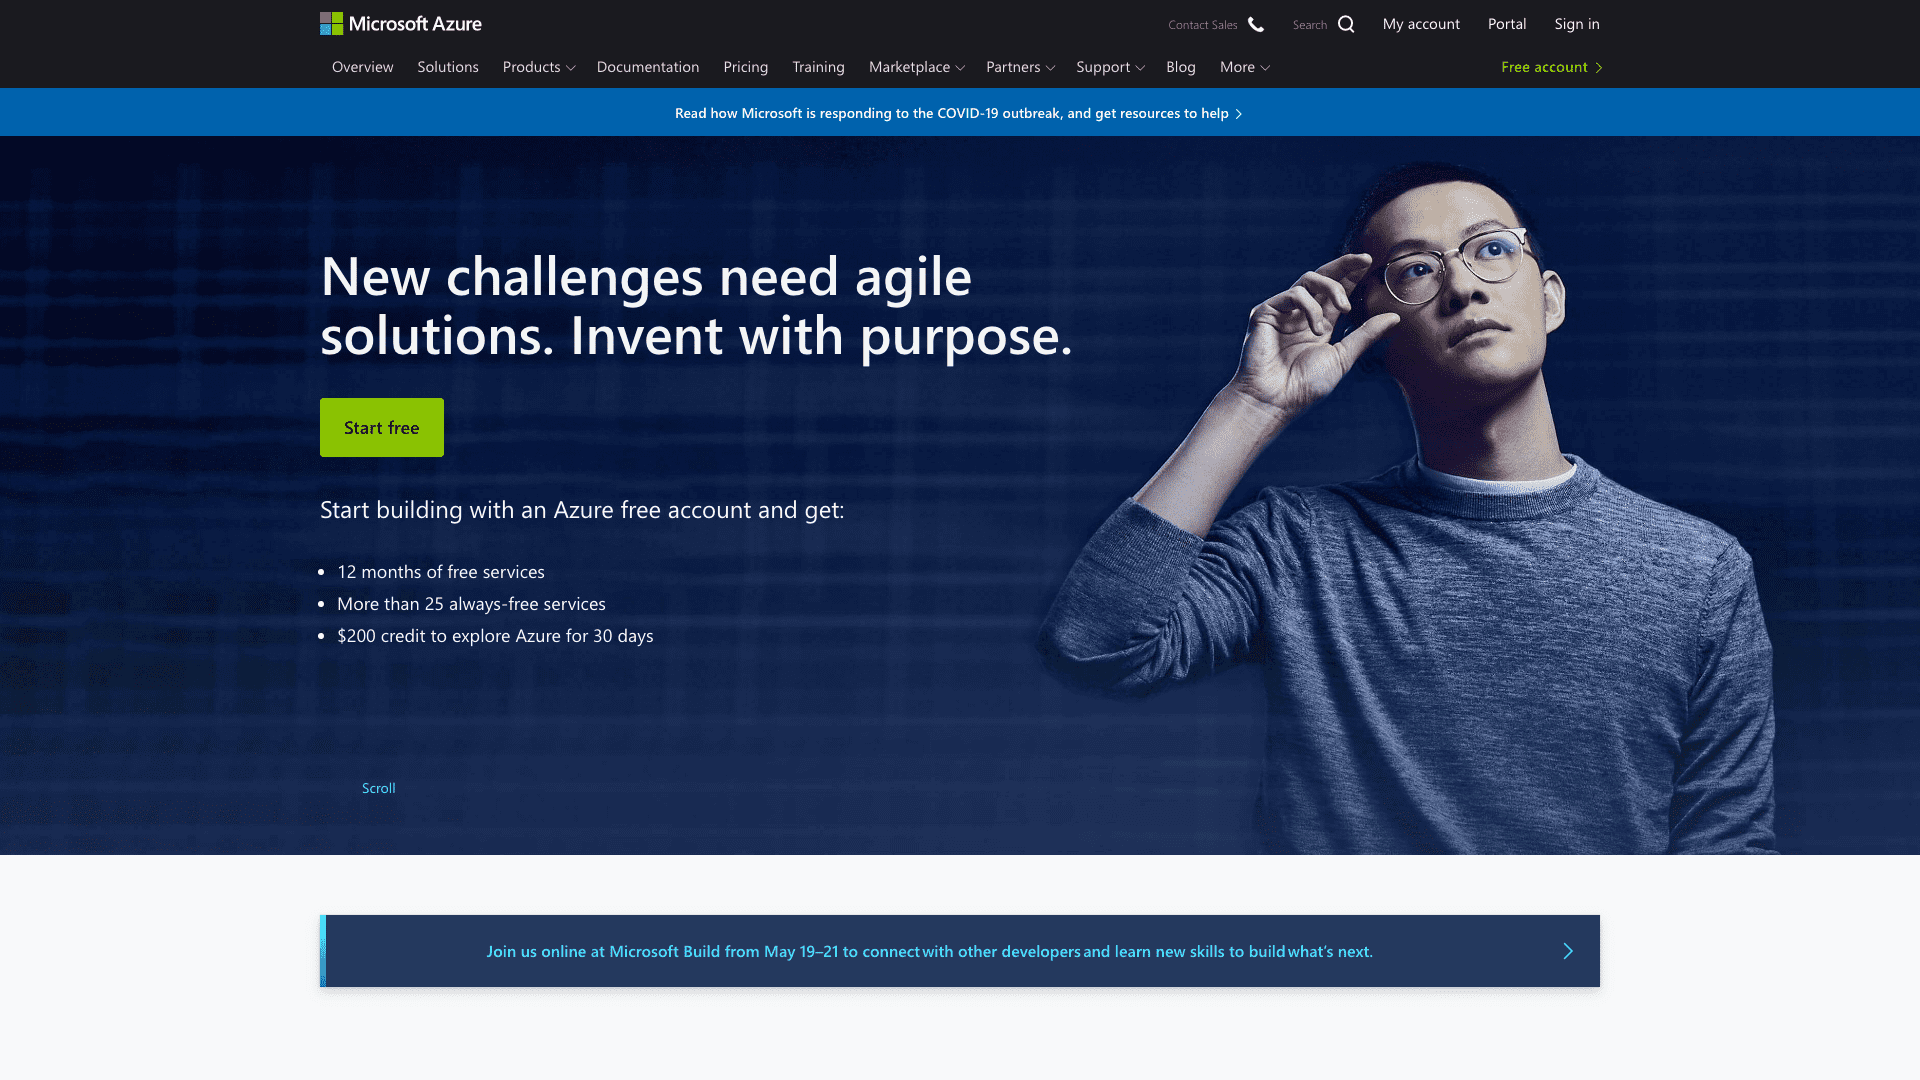 Microsoft Azure
Contact Sales
Search
My account
Portal
Sign in
Overview
Solutions
Products
Documentation
Pricing
Training
Marketplace
Partners
Support
Blog
More
Free account
Read how Microsoft is responding to the COVID-19 outbreak, and get resources to help
New challenges need agile
solutions. Invent with purpose.
Start free
Start building with an Azure free account and get:
12 months of free services
More than 25 always-free services
$200 credit to explore Azure for 30 days
Scroll
Join us online at Microsoft Build from May 19–21 to connect with other developers and learn new skills to build what's next.